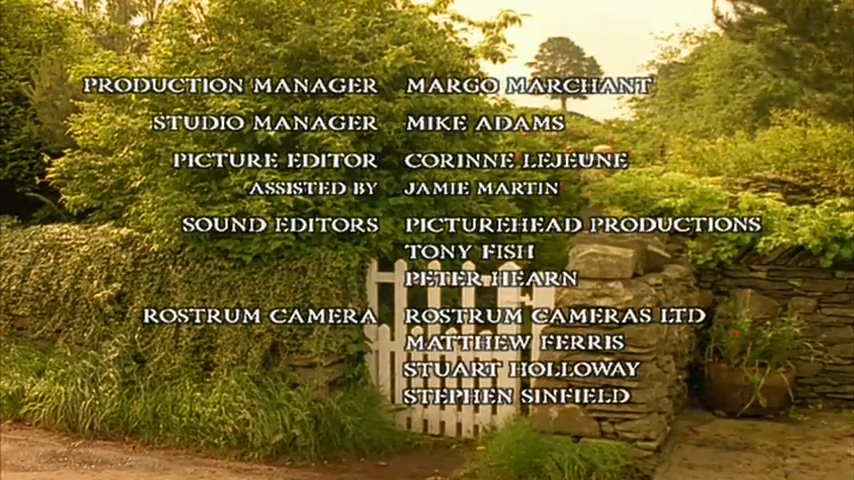 PRODUCTION MANAGER MARGO MARCHANT
STUDIO MANAGER MIKE ADAMS
PICTURE EDITOR CORINNE LEJEUNE
ASSISTED BY JAMIE MARTIN
SOUND EDITORS PICTUREHEAD PRODUCTIONS
TONY FISH
PETER HEARN
ROSTRUM CAMERA ROSTRUM CAMERAS LTD
MATTHEW FERRIS
STUART HOLLOWAY
STEPHEN SINFIELD